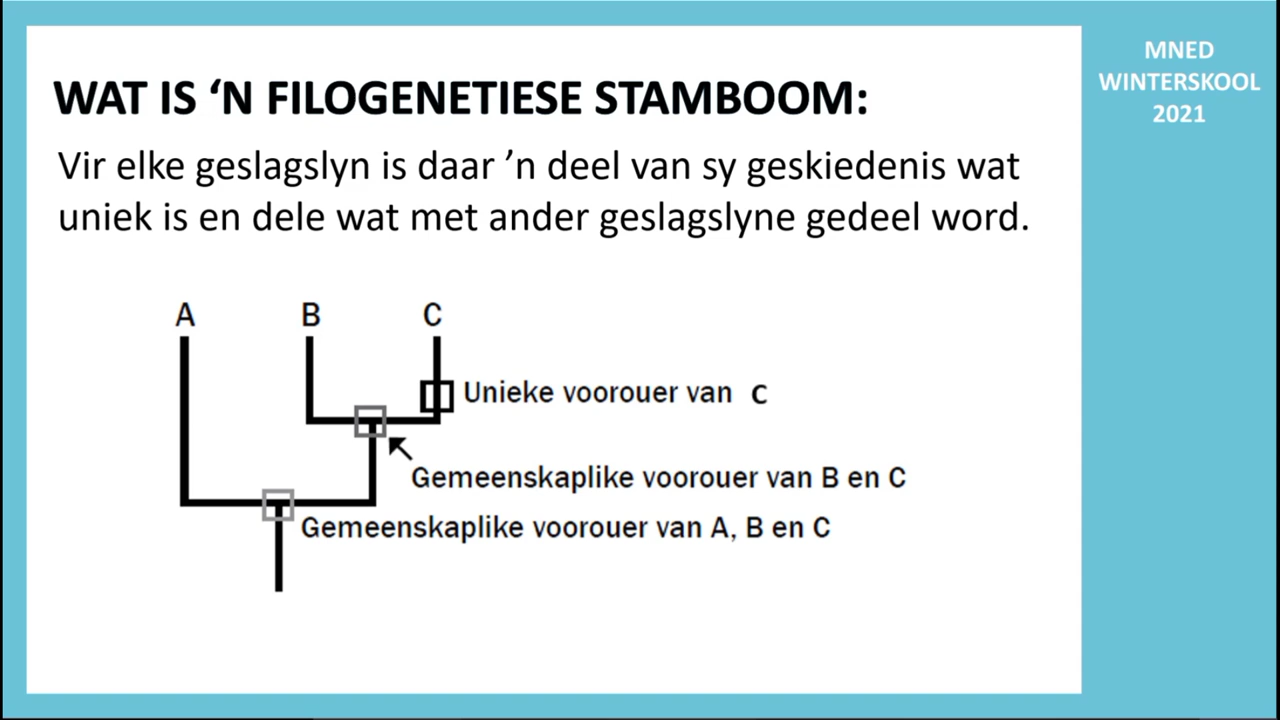 WAT IS ‘N FILOGENETIESE STAMBOOM:
Vir elke geslagslyn is daar ’n deel van sy geskiedenis wat
uniek is en dele wat met ander geslagslyne gedeel word.
A B C
Unieke voorouer van C
Gemeenskaplike voorouer van B en C
Gemeenskaplike voorouer van A, B en C
MNED
WINTERSKOOL
2021